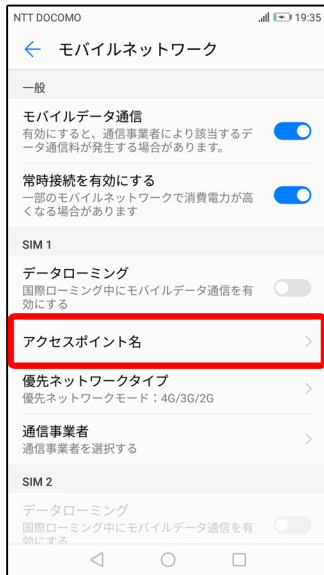 NTT DOCOMO 19:35
モバイルネットワーク
一般
モバイルデータ通信
有効にすると、通信事業者により該当するデ
ータ通信料が発生する場合があります。
常時接続を有効にする
一部のモバイルネットワークで消費電力が高
くなる場合があります
SIM 1
データローミング
国際ローミング中にモバイルデータ通信を有
効にする
アクセスポイント名
優先ネットワークタイプ
優先ネットワークモード：4G/3G/2G
通信事業者
通信事業者を選択する
SIM 2
データローミング
国際ローミング中にモバイルデータ通信を有
効にする